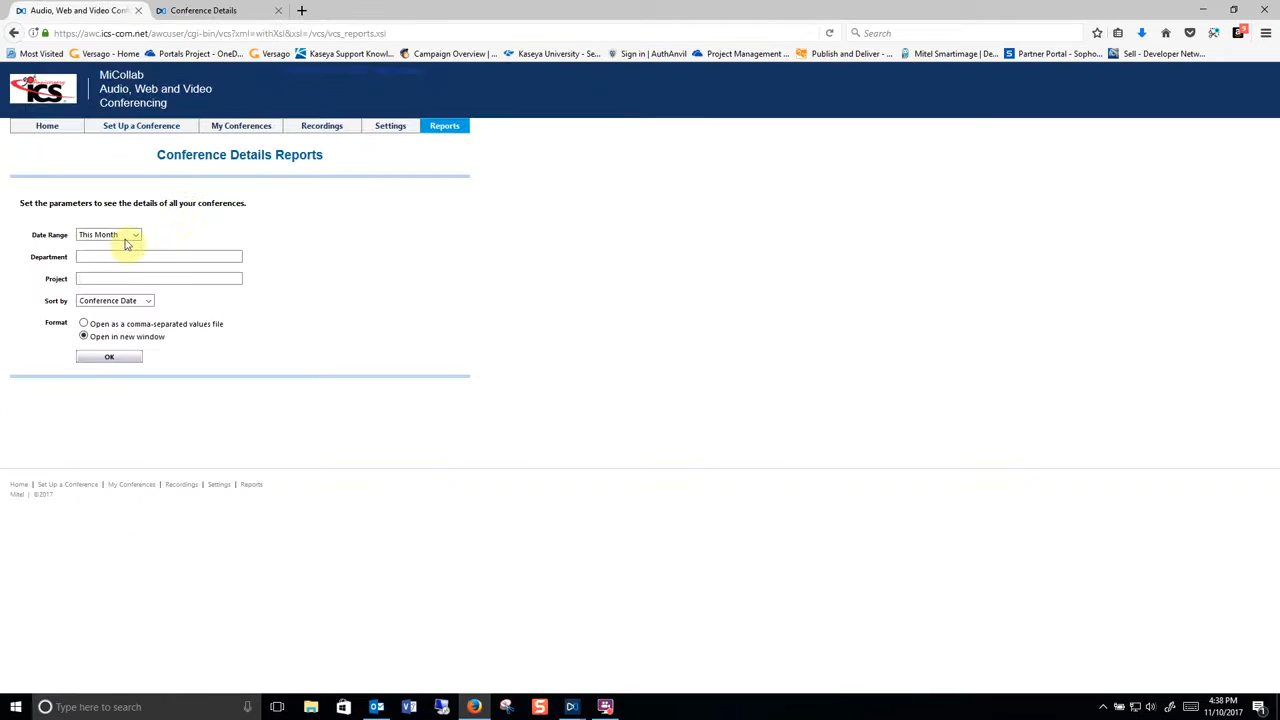 Audio, Web and Video Conf
Conference Details
https://awc.ics-com.net/awcuser/cgi-bin/vcs?xml=withXsl&xsl=/vcs/vcs_reports.xsl
Search
Most Visited
Versago - Home
Portals Project - OneD...
Versago
Kaseya Support Knowl...
Campaign Overview | ...
Kaseya University - Se...
Sign in | AuthAnvil
Project Management ...
Publish and Deliver - ...
Mitel Smartimage | De...
Partner Portal - Sopho...
Sell - Developer Netw...
ICS
MiCollab
Audio, Web and Video
Conferencing
Home
Set Up a Conference
My Conferences
Recordings
Settings
Reports
Conference Details Reports
Set the parameters to see the details of all your conferences.
Date Range
This Month
Department
Project
Sort by
Conference Date
Format
Open as a comma-separated values file
Open in new window
OK
Home | Set Up a Conference | My Conferences | Recordings | Settings | Reports
Mitel | ©2017
Type here to search
4:38 PM
11/10/2017